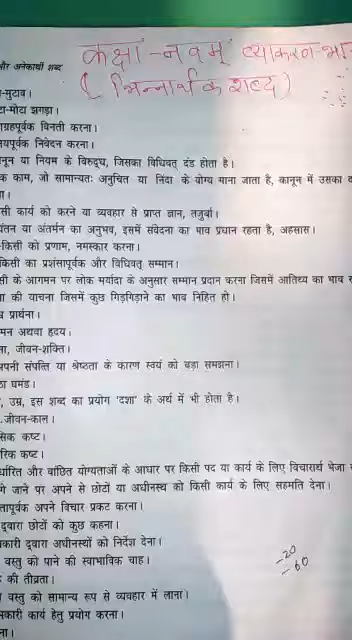 कक्षा -नवम् व्याकरण-भा
(भिन्नार्थक शब्द)
और अनेकार्थी शब्द
-मुटाव।
टा-मोटा झगड़ा।
ग्रहपूर्वक विनती करना।
नयपूर्वक निवेदन करना।
नून या नियम के विरुद्ध, जिसका विधिवत् दंड होता है।
क काम, जो सामान्यतः अनुचित या निंदा के योग्य माना जाता है, कानून में उसका द
ा।
सी कार्य को करने या व्यवहार से प्राप्त ज्ञान, तजुर्बा।
चिंतन या अंतर्मन का अनुभव, इसमें संवेदना का भाव प्रधान रहता है, अहसास।
-किसी को प्रणाम, नमस्कार करना।
किसी का प्रशंसापूर्वक और विधिवत् सम्मान।
सी के आगमन पर लोक मर्यादा के अनुसार सम्मान प्रदान करना जिसमें आतिथ्य का भाव र
ा की याचना जिसमें कुछ गिड़गिड़ाने का भाव निहित हो।
प्रार्थना।
मन अथवा हृदय।
मा, जीवन-शक्ति।
अपनी संपत्ति या श्रेष्ठता के कारण स्वयं को बड़ा समझना।
ठा घमंड।
, उम्र, इस शब्द का प्रयोग 'दशा' के अर्थ में भी होता है।
-जीवन-काल।
सिक कष्ट।
रिक कष्ट।
र्धारित और वांछित योग्यताओं के आधार पर किसी पद या कार्य के लिए विचारार्थ भेजा
गे जाने पर अपने से छोटों या अधीनस्थ को किसी कार्य के लिए सहमति देना।
तापूर्वक अपने विचार प्रकट करना।
द्वारा छोटों को कुछ कहना।
कारी द्वारा अधीनस्थों को निर्देश देना।
वस्तु को पाने की स्वाभाविक चाह।
की तीव्रता।
वस्तु को सामान्य रूप से व्यवहार में लाना।
मकारी कार्य हेतु प्रयोग करना।
ना।
-20
-60